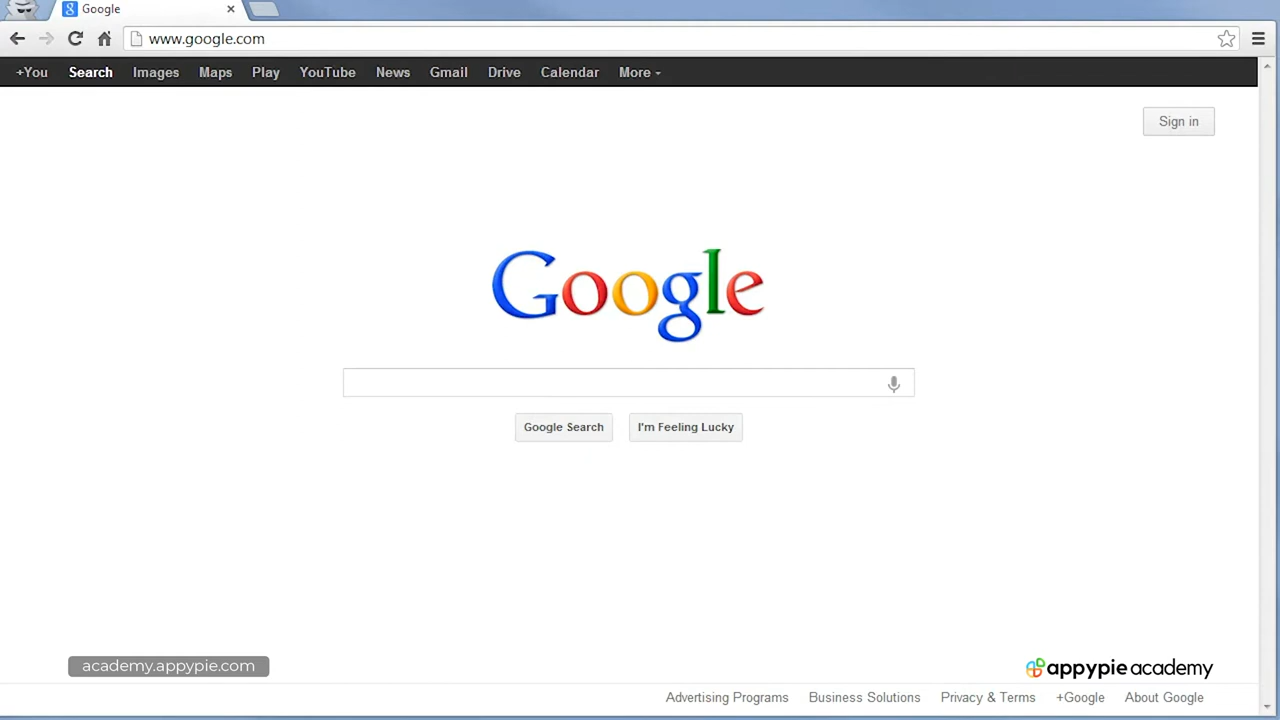 Google
www.google.com
+You Search Images Maps Play YouTube News Gmail Drive Calendar More
Sign in
Google
Google Search I'm Feeling Lucky
academy.appypie.com
appypie academy
Advertising Programs Business Solutions Privacy & Terms +Google About Google